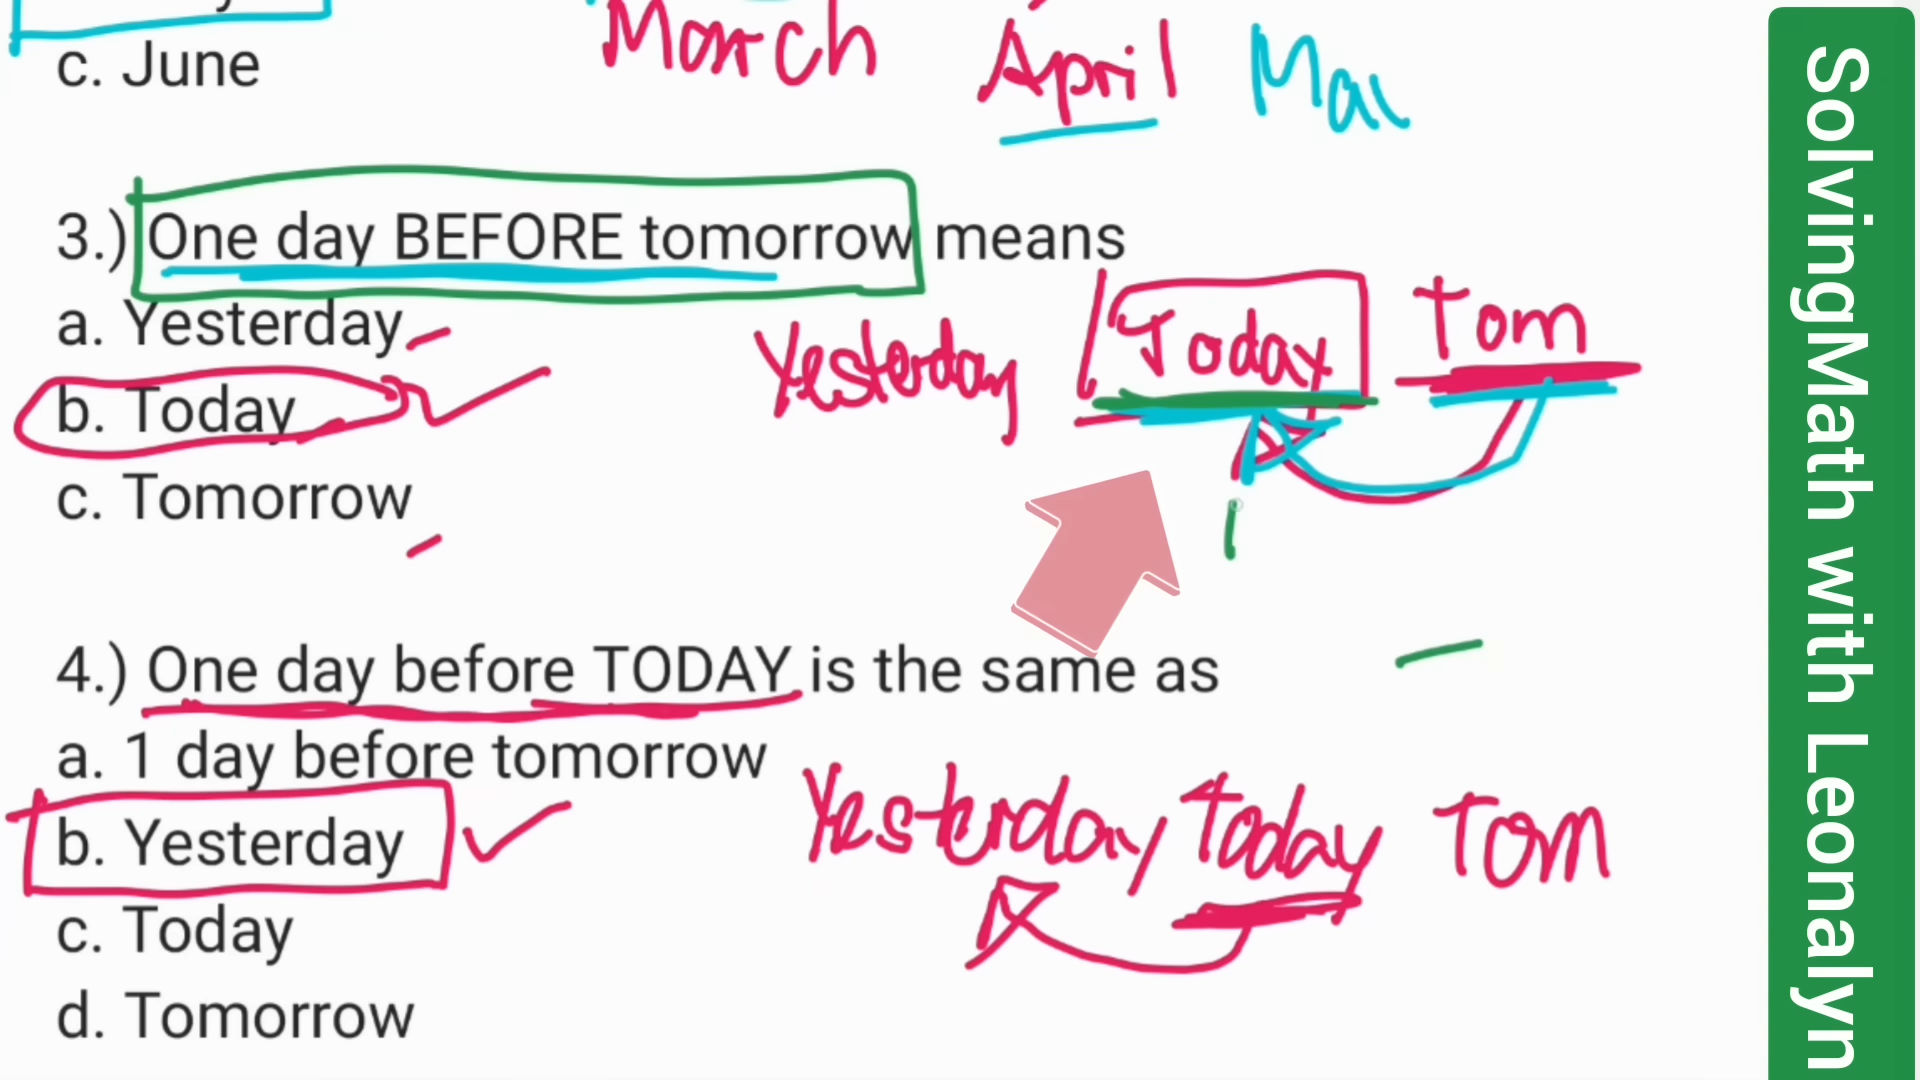 c. June
March April Mar
3.) One day BEFORE tomorrow means
a. Yesterday
Yesterday Today Tom
b. Today
c. Tomorrow
4.) One day before TODAY is the same as
a. 1 day before tomorrow
Yesterday Today Tom
b. Yesterday
c. Today
d. Tomorrow
SolvingMath with Leonalyn